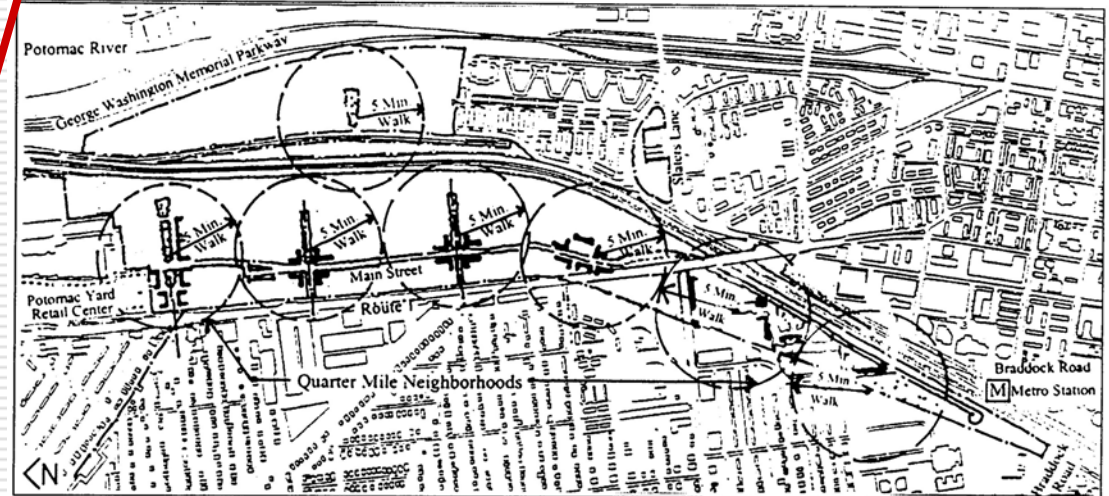 Potomac River
George Washington Memorial Parkway
5 Min
Walk
Slaters Lane
5 Min.
Walk
5 Min.
Walk
5 Min.
Walk
5 Min.
Walk
Main Street
Potomac Yard
Retail Center
Route 1
5 Min.
Walk
Quarter Mile Neighborhoods
5 Min
Walk
Braddock Road
M Metro Station
N
Braddock
Road